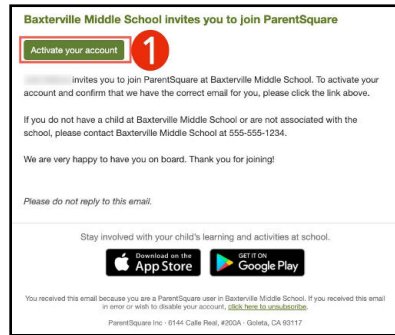 Baxterville Middle School invites you to join ParentSquare
Activate your account
1
invites you to join ParentSquare at Baxterville Middle School. To activate your
account and confirm that we have the correct email for you, please click the link above.
If you do not have a child at Baxterville Middle School or are not associated with the
school, please contact Baxterville Middle School at 555-555-1234.
We are very happy to have you on board. Thank you for joining!
Please do not reply to this email.
Stay involved with your child's learning and activities at school.
Download on the
App Store
GET IT ON
Google Play
You received this email because you are a ParentSquare user in Baxterville Middle School. If you received this email
in error or wish to disable your account, click here to unsubscribe.
ParentSquare Inc · 6144 Calle Real, #200A · Goleta, CA 93117